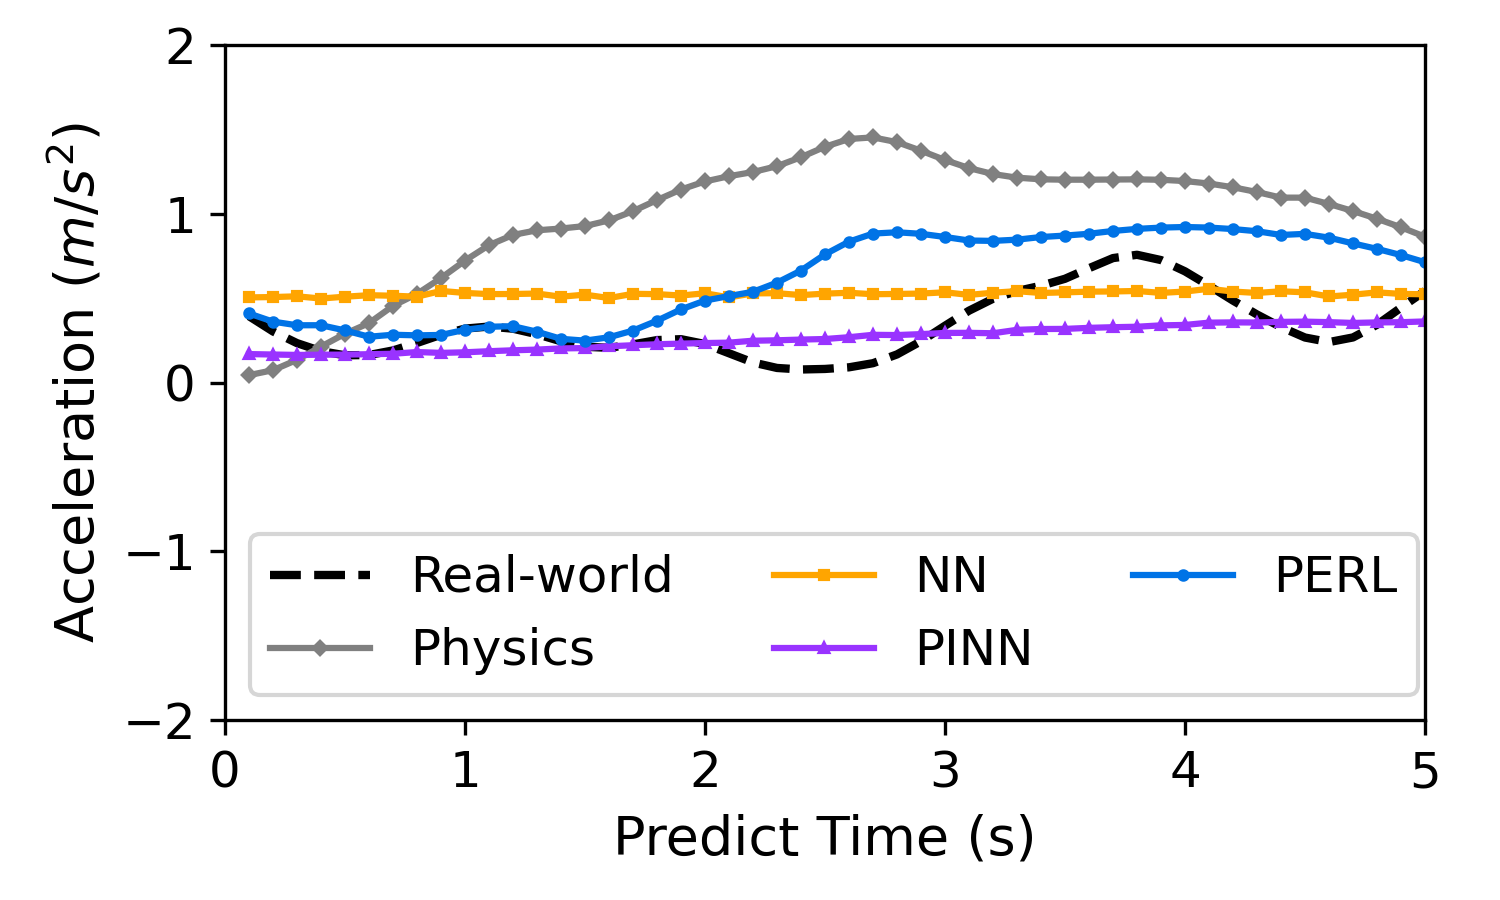 2
1
0
−1
−2
Acceleration (m/s²)
Real-world
Physics
NN
PINN
PERL
0 1 2 3 4 5
Predict Time (s)